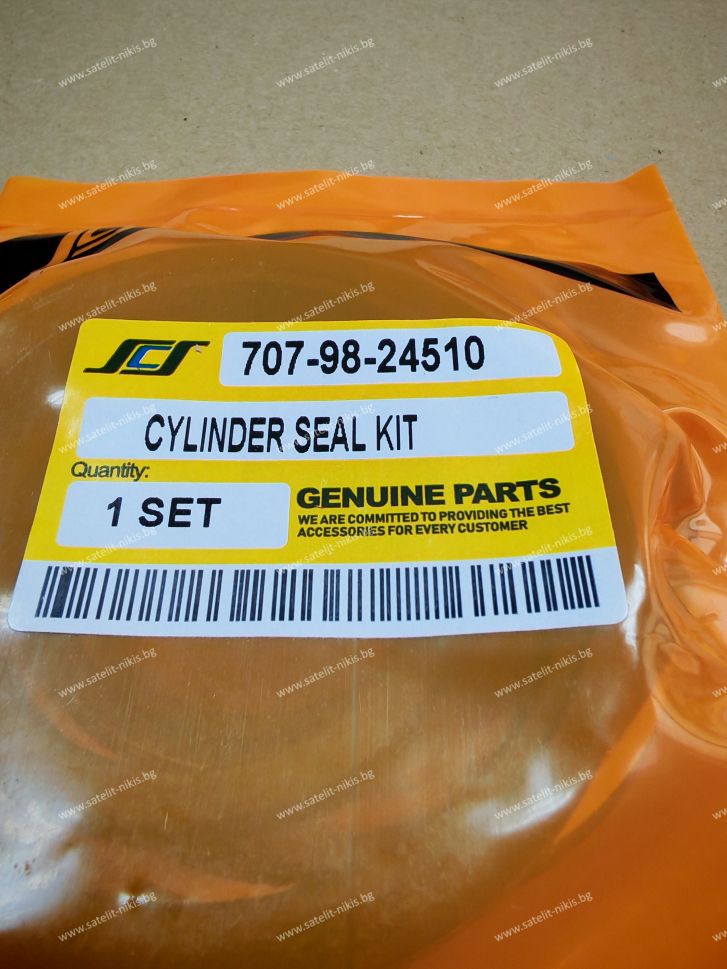 SCS
707-98-24510
CYLINDER SEAL KIT
Quantity:
1 SET
GENUINE PARTS
WE ARE COMMITTED TO PROVIDING THE BEST
ACCESSORIES FOR EVERY CUSTOMER
www.satelit-nikis.bg